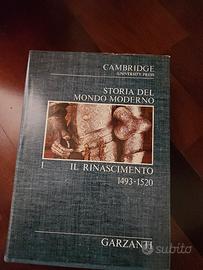 CAMBRIDGE
UNIVERSITY PRESS
STORIA DEL
MONDO MODERNO
IL RINASCIMENTO
1493-1520
GARZANTI
subito